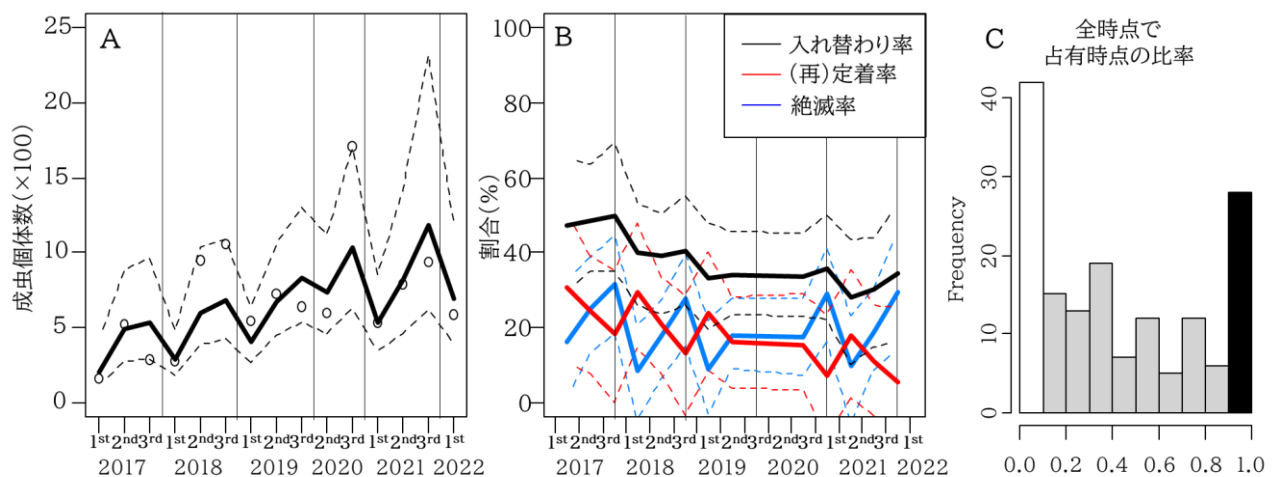 A
成虫個体数(×100)
25
20
15
10
5
0
1st 2nd 3rd 1st 2nd 3rd 1st 2nd 3rd 1st 2nd 3rd 1st 2nd 3rd 1st
2017 2018 2019 2020 2021 2022
B
入れ替わり率
(再)定着率
絶滅率
割合(%)
100
80
60
40
20
0
1st 2nd 3rd 1st 2nd 3rd 1st 2nd 3rd 1st 2nd 3rd 1st 2nd 3rd 1st
2017 2018 2019 2020 2021 2022
C
全時点で
占有時点の比率
Frequency
40
30
20
10
0
0.0 0.2 0.4 0.6 0.8 1.0